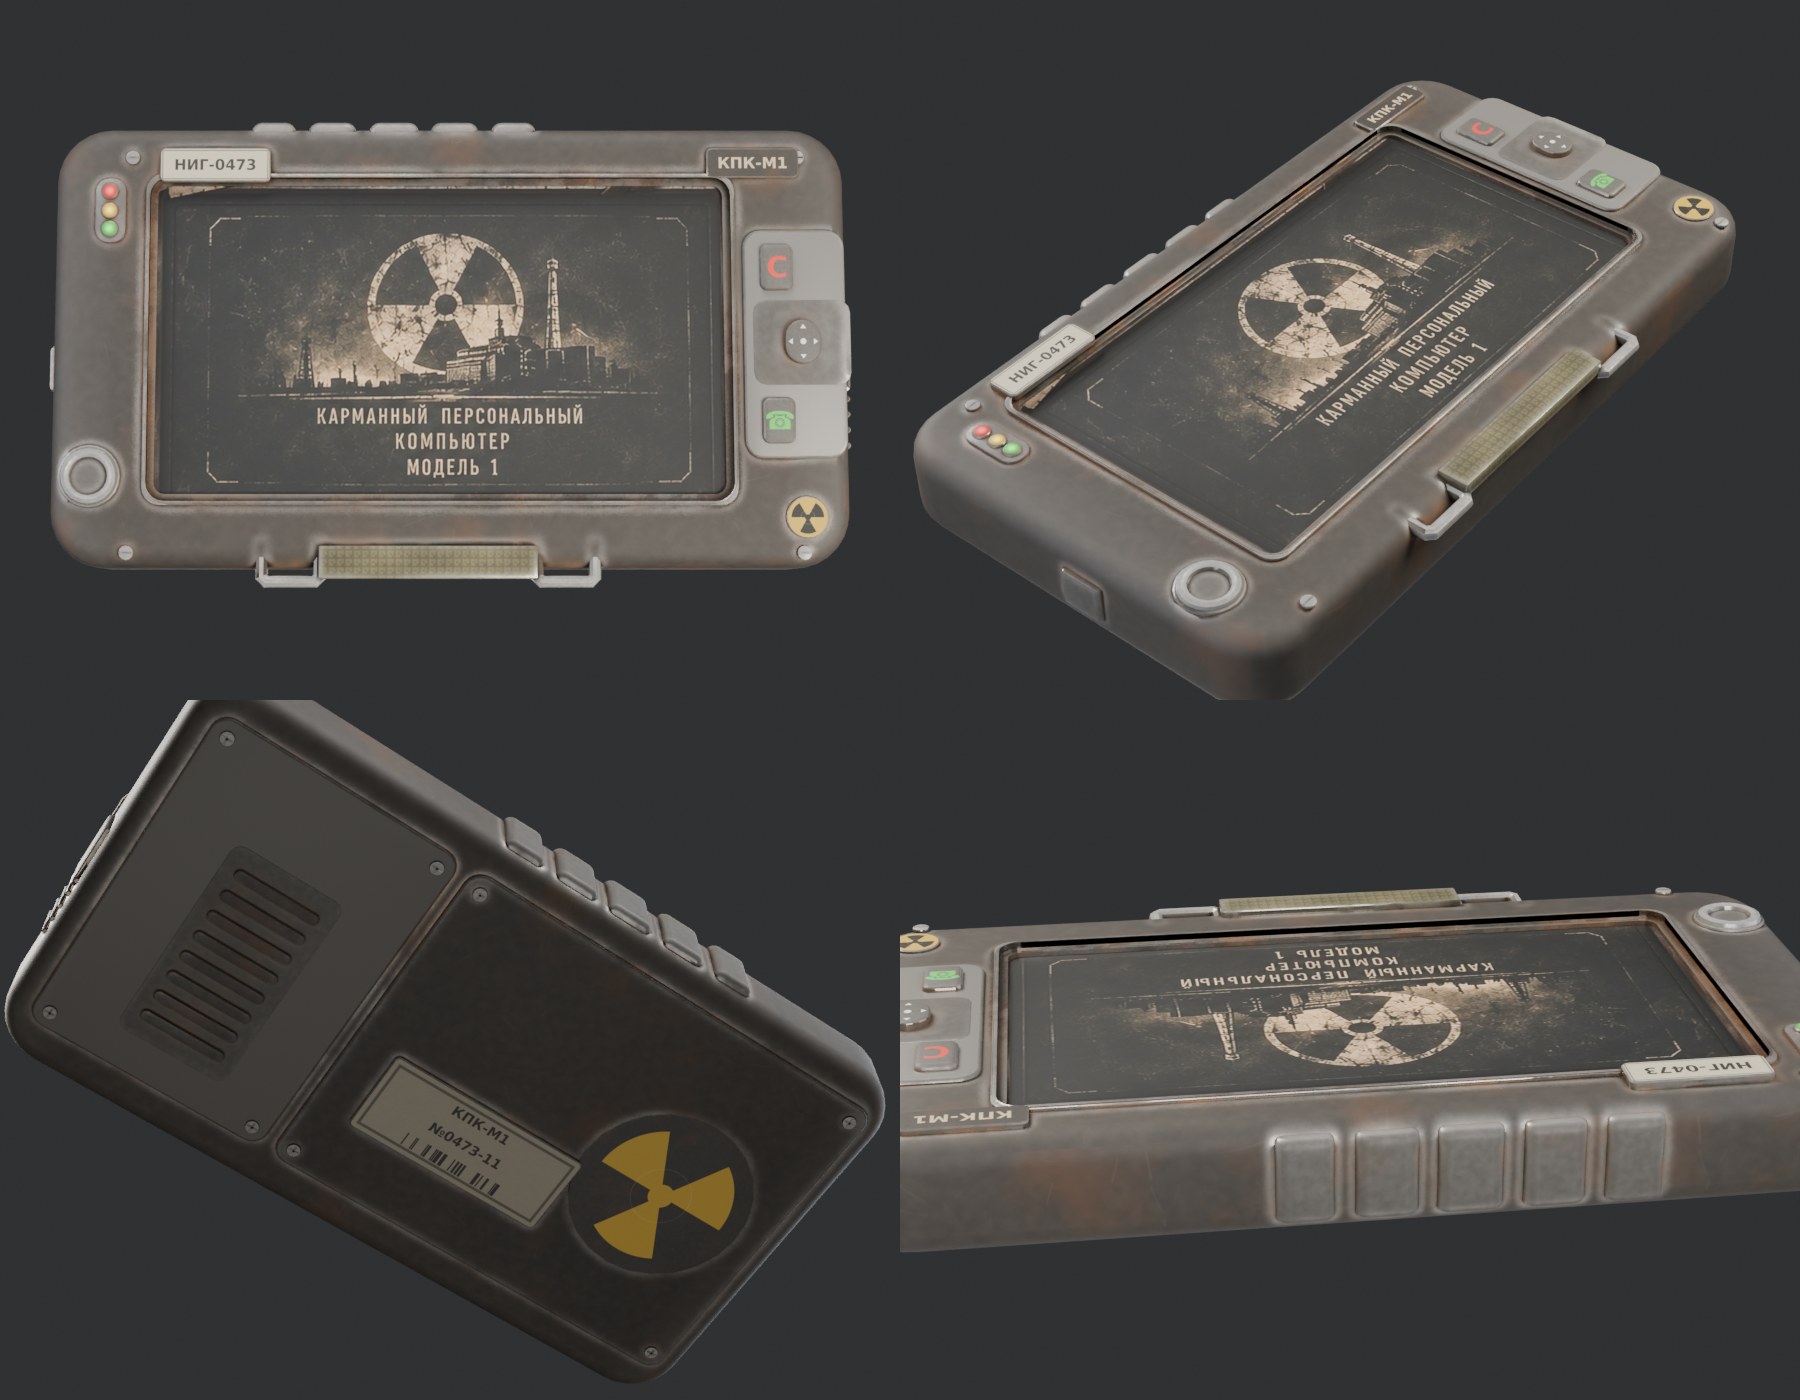 НИГ-0473
КПК-М1
С
КАРМАННЫЙ ПЕРСОНАЛЬНЫЙ
КОМПЬЮТЕР
МОДЕЛЬ 1
КПК-М1
С
НИГ-0473
КАРМАННЫЙ ПЕРСОНАЛЬНЫЙ
КОМПЬЮТЕР
МОДЕЛЬ 1
КПК-М1
№0473-11
МОДЕЛЬ 1
КОМПЬЮТЕР
КАРМАННЫЙ ПЕРСОНАЛЬНЫЙ
С
НИГ-0473
КПК-М1